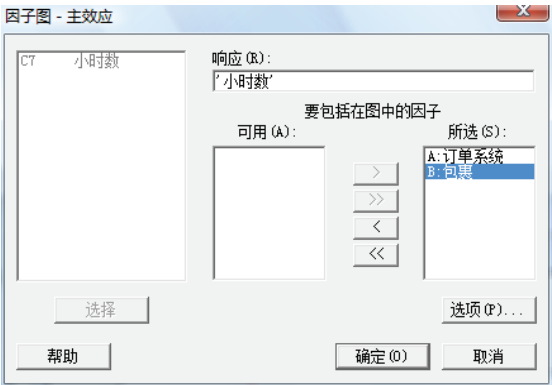 因子图 - 主效应
C7 小时数
响应(R):
'小时数'
要包括在图中的因子
可用(A):
所选(S):
A:订单系统
B:包裹
>
>>
<
<<
选择
选项(P)...
帮助
确定(O)
取消